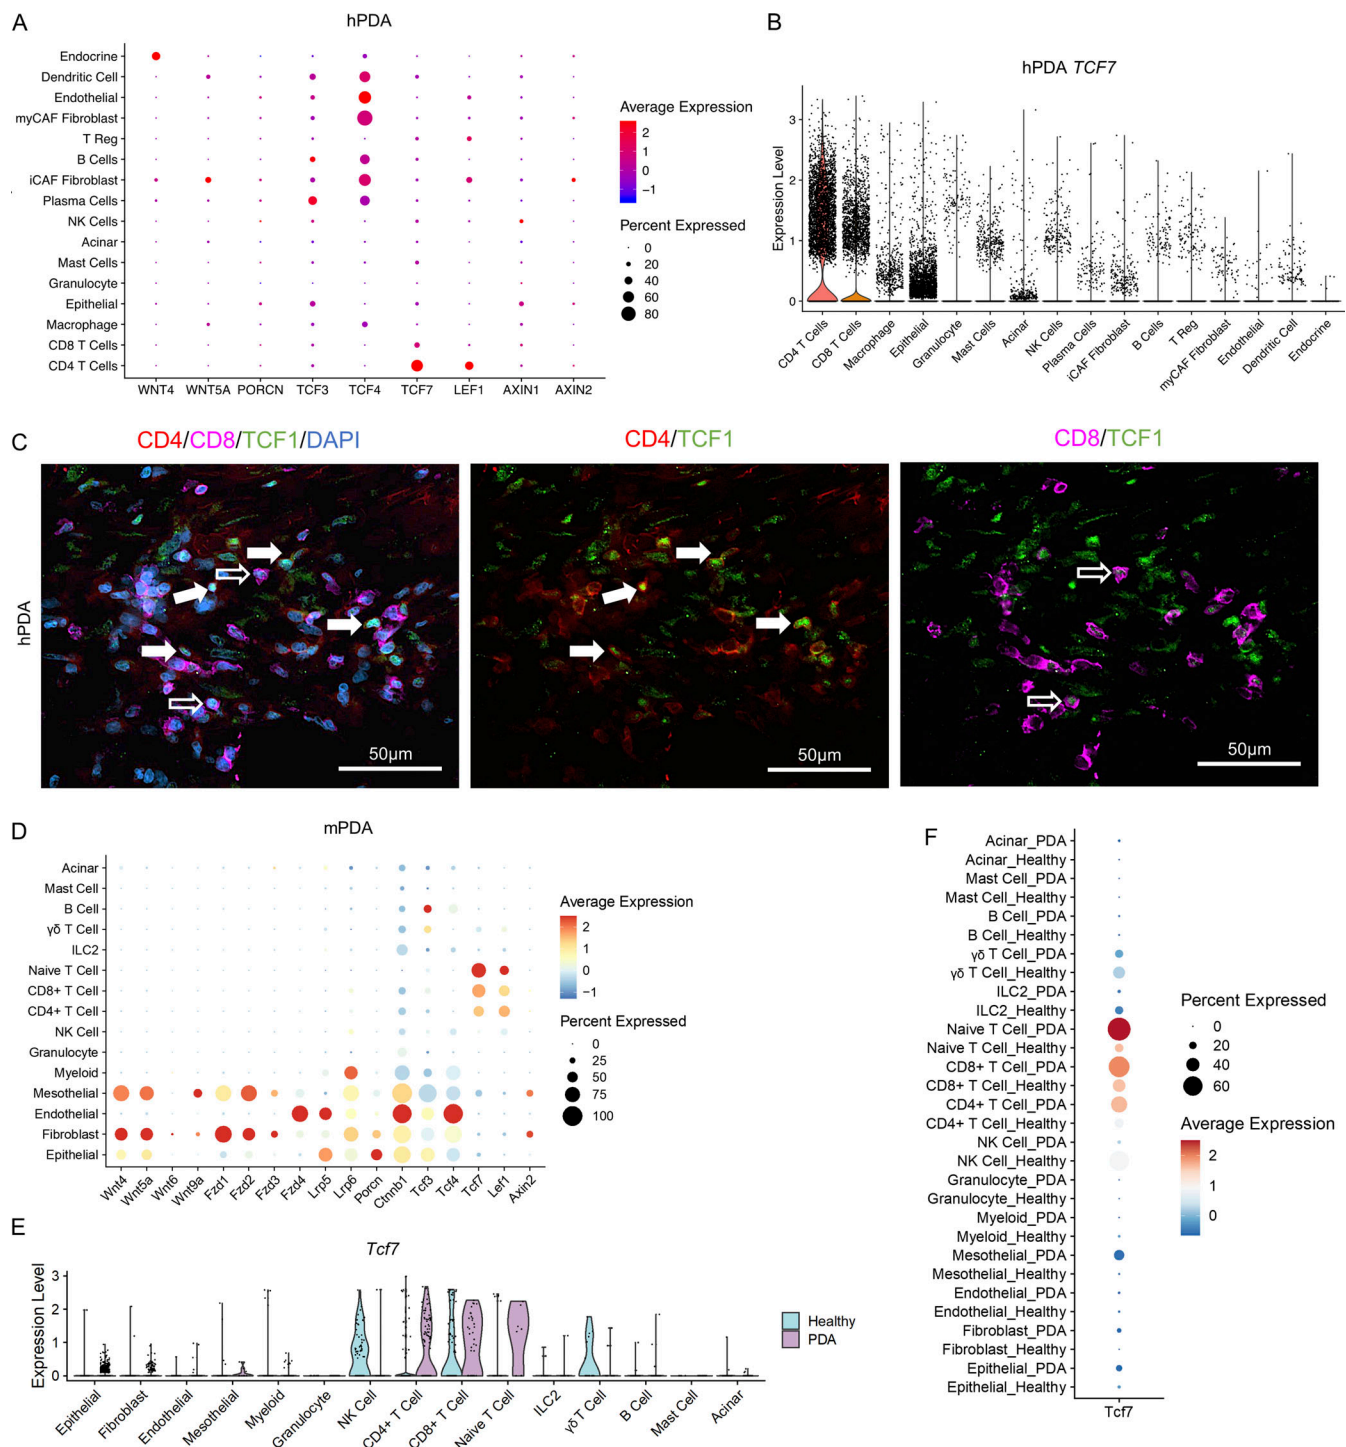 A
hPDA
Endocrine
Dendritic Cell
Endothelial
myCAF Fibroblast
T Reg
B Cells
iCAF Fibroblast
Plasma Cells
NK Cells
Acinar
Mast Cells
Granulocyte
Epithelial
Macrophage
CD8 T Cells
CD4 T Cells
WNT4 WNT5A PORCN TCF3 TCF4 TCF7 LEF1 AXIN1 AXIN2
Average Expression
2
1
0
−1
Percent Expressed
0
20
40
60
80
B
hPDA TCF7
Expression Level
3
2
1
0
CD4 T Cells
CD8 T Cells
Macrophage
Epithelial
Granulocyte
Mast Cells
Acinar
NK Cells
Plasma Cells
iCAF Fibroblast
B Cells
T Reg
myCAF Fibroblast
Endothelial
Dendritic Cell
Endocrine
C
CD4/CD8/TCF1/DAPI
CD4/TCF1
CD8/TCF1
hPDA
50µm
50µm
50µm
D
mPDA
Acinar
Mast Cell
B Cell
γδ T Cell
ILC2
Naive T Cell
CD8+ T Cell
CD4+ T Cell
NK Cell
Granulocyte
Myeloid
Mesothelial
Endothelial
Fibroblast
Epithelial
Wnt4
Wnt5a
Wnt6
Wnt9a
Fzd1
Fzd2
Fzd3
Fzd4
Lrp5
Lrp6
Porcn
Ctnnb1
Tcf3
Tcf4
Tcf7
Lef1
Axin2
Average Expression
2
1
0
−1
Percent Expressed
0
25
50
75
100
E
Tcf7
Expression Level
3
2
1
0
Epithelial
Fibroblast
Endothelial
Mesothelial
Myeloid
Granulocyte
NK Cell
CD4+ T Cell
CD8+ T Cell
Naive T Cell
ILC2
γδ T Cell
B Cell
Mast Cell
Acinar
Healthy
PDA
F
Acinar_PDA
Acinar_Healthy
Mast Cell_PDA
Mast Cell_Healthy
B Cell_PDA
B Cell_Healthy
γδ T Cell_PDA
γδ T Cell_Healthy
ILC2_PDA
ILC2_Healthy
Naive T Cell_PDA
Naive T Cell_Healthy
CD8+ T Cell_PDA
CD8+ T Cell_Healthy
CD4+ T Cell_PDA
CD4+ T Cell_Healthy
NK Cell_PDA
NK Cell_Healthy
Granulocyte_PDA
Granulocyte_Healthy
Myeloid_PDA
Myeloid_Healthy
Mesothelial_PDA
Mesothelial_Healthy
Endothelial_PDA
Endothelial_Healthy
Fibroblast_PDA
Fibroblast_Healthy
Epithelial_PDA
Epithelial_Healthy
Tcf7
Percent Expressed
0
20
40
60
Average Expression
2
1
0